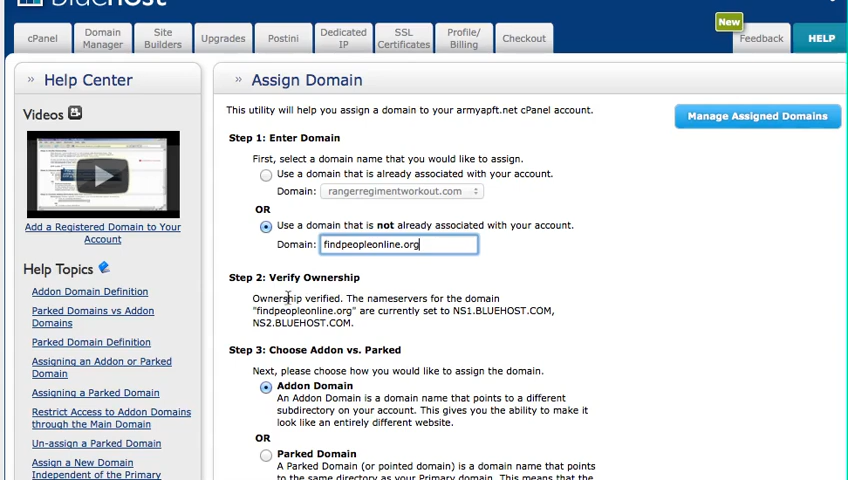 bluehost
cPanel
Domain
Manager
Site
Builders
Upgrades
Postini
Dedicated
IP
SSL
Certificates
Profile/
Billing
Checkout
New
Feedback
HELP
» Help Center
Videos
Add a Registered Domain to Your
Account
Help Topics
Addon Domain Definition
Parked Domains vs Addon
Domains
Parked Domain Definition
Assigning an Addon or Parked
Domain
Assigning a Parked Domain
Restrict Access to Addon Domains
through the Main Domain
Un-assign a Parked Domain
Assign a New Domain
Independent of the Primary
» Assign Domain
This utility will help you assign a domain to your armyapft.net cPanel account.
Manage Assigned Domains
Step 1: Enter Domain
First, select a domain name that you would like to assign.
Use a domain that is already associated with your account.
Domain: rangerregimentworkout.com
OR
Use a domain that is not already associated with your account.
Domain: findpeopleonline.org
Step 2: Verify Ownership
Ownership verified. The nameservers for the domain
"findpeopleonline.org" are currently set to NS1.BLUEHOST.COM,
NS2.BLUEHOST.COM.
Step 3: Choose Addon vs. Parked
Next, please choose how you would like to assign the domain.
Addon Domain
An Addon Domain is a domain name that points to a different
subdirectory on your account. This gives you the ability to make it
look like an entirely different website.
OR
Parked Domain
A Parked Domain (or pointed domain) is a domain name that points
to the same directory as your Primary domain. This means that the